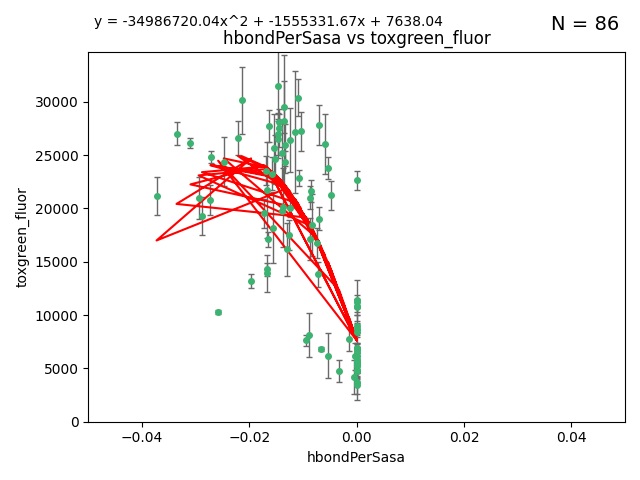 y = -34986720.04x^2 + -1555331.67x + 7638.04
N = 86
hbondPerSasa vs toxgreen_fluor
30000
25000
20000
15000
10000
5000
0
toxgreen_fluor
−0.04
−0.02
0.00
0.02
0.04
hbondPerSasa